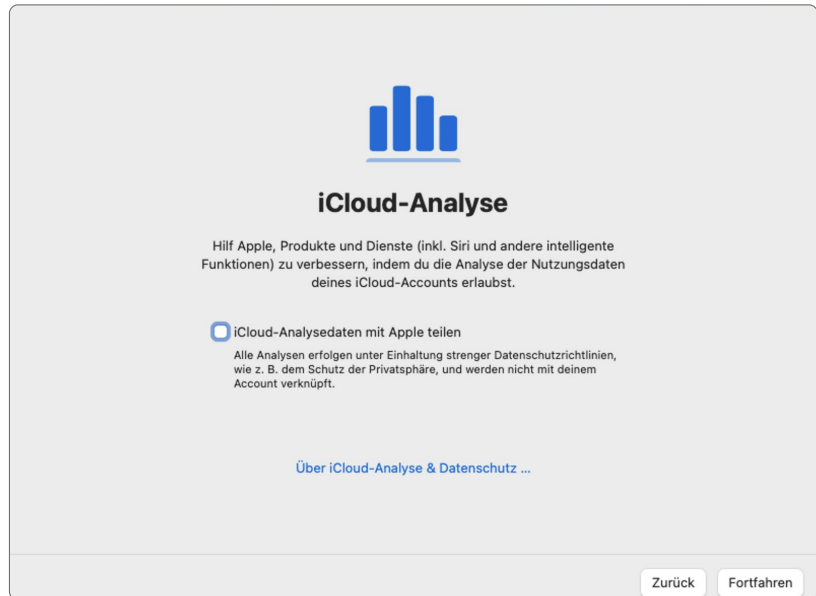 iCloud-Analyse
Hilf Apple, Produkte und Dienste (inkl. Siri und andere intelligente
Funktionen) zu verbessern, indem du die Analyse der Nutzungsdaten
deines iCloud-Accounts erlaubst.
iCloud-Analysedaten mit Apple teilen
Alle Analysen erfolgen unter Einhaltung strenger Datenschutzrichtlinien,
wie z. B. dem Schutz der Privatsphäre, und werden nicht mit deinem
Account verknüpft.
Über iCloud-Analyse & Datenschutz ...
Zurück
Fortfahren